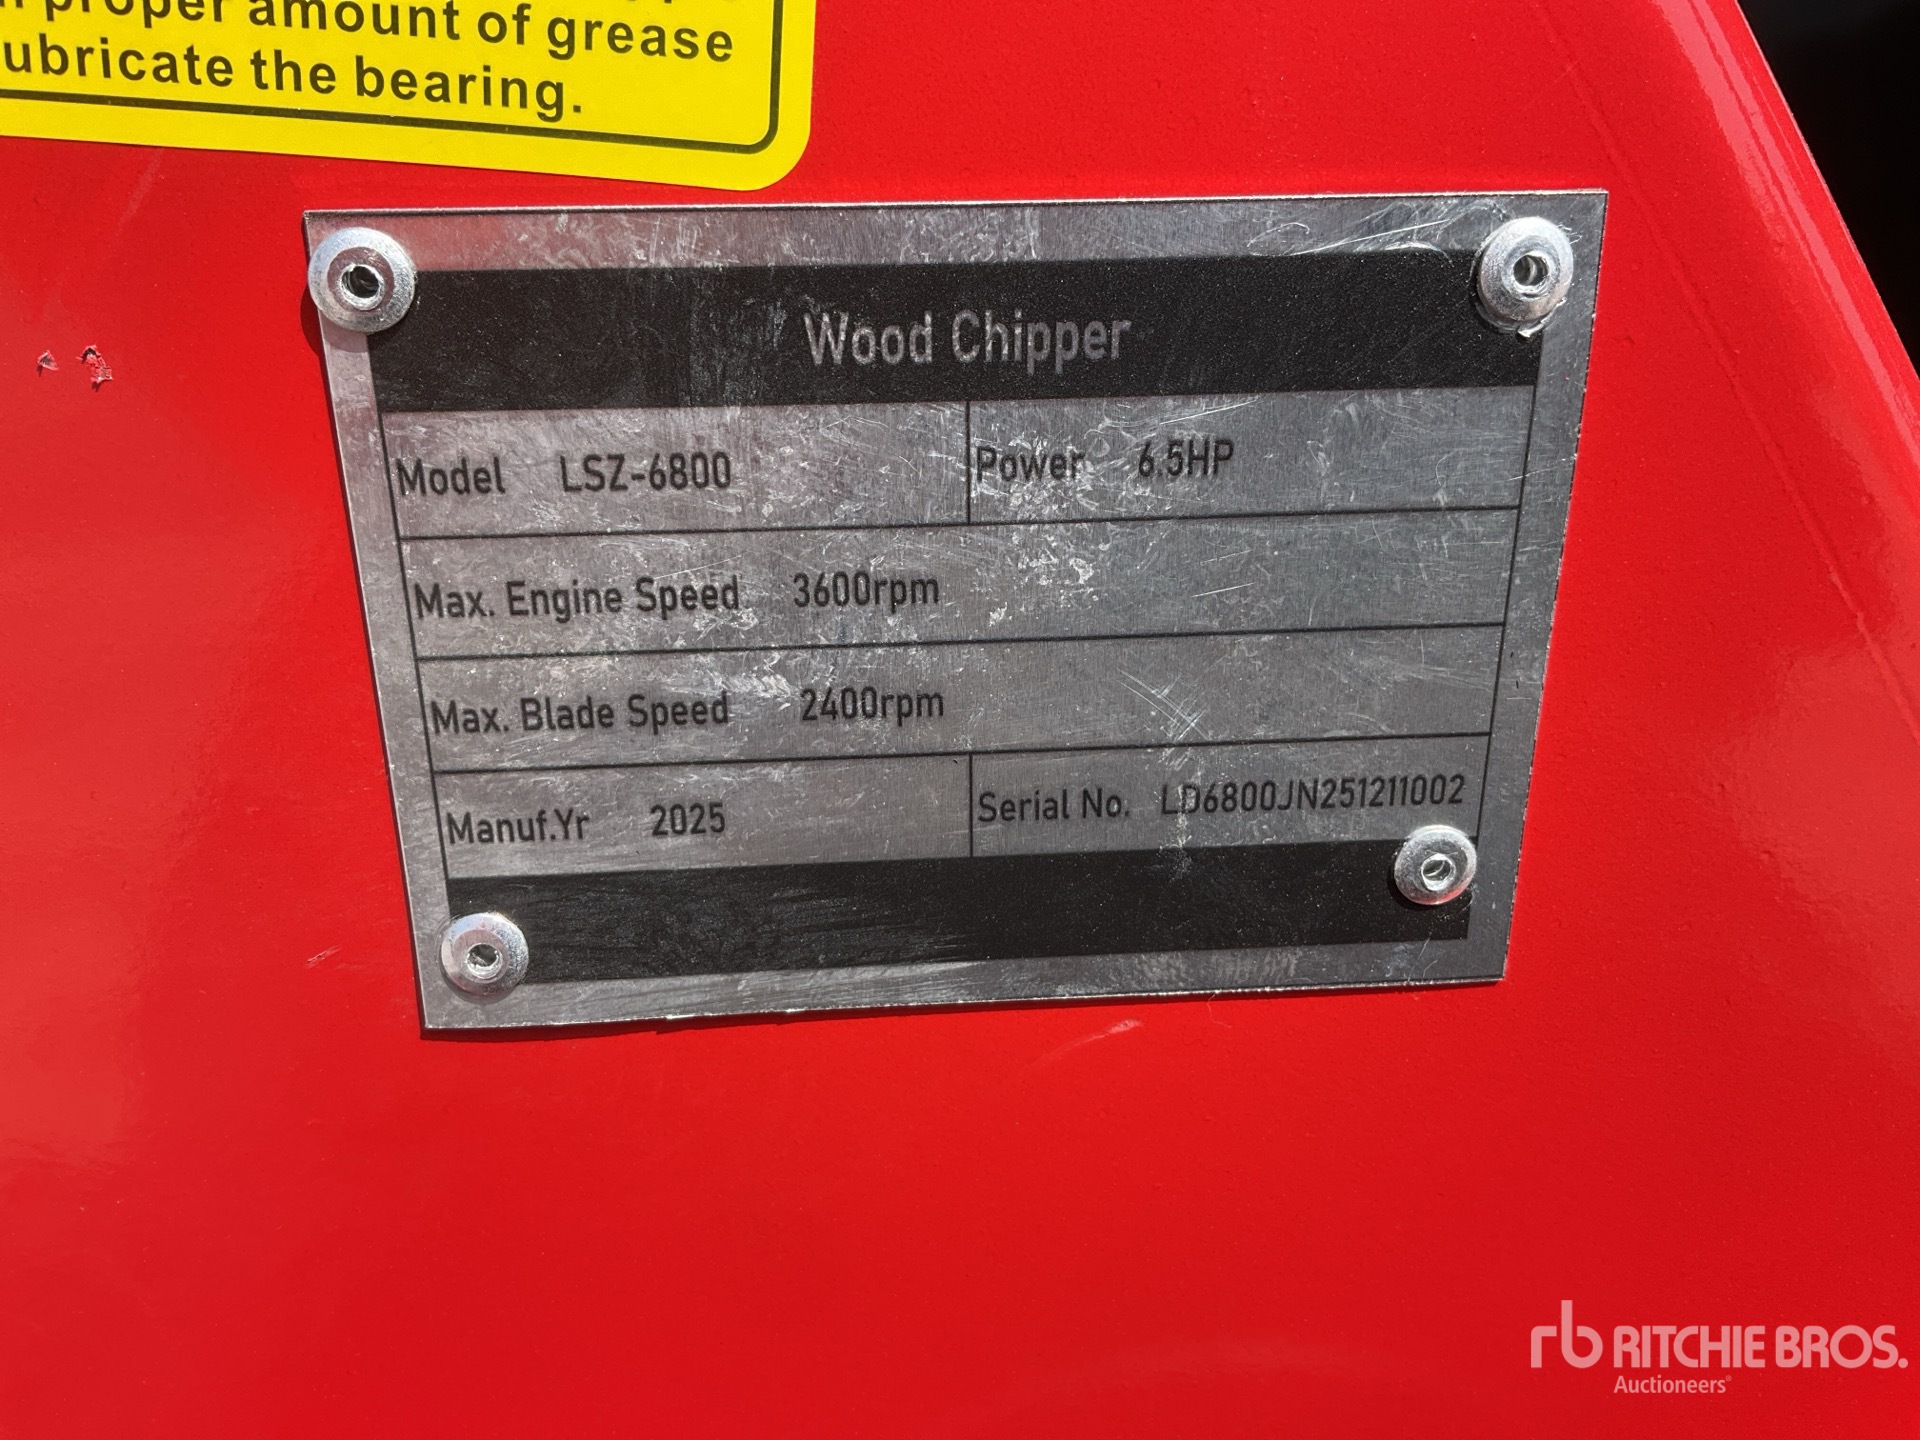 proper amount of grease
ubricate the bearing.
Wood Chipper
Model LSZ-6800 Power 6.5HP
Max. Engine Speed 3600rpm
Max. Blade Speed 2400rpm
Manuf.Yr 2025 Serial No. LD6800JN251211002
rb RITCHIE BROS.
Auctioneers